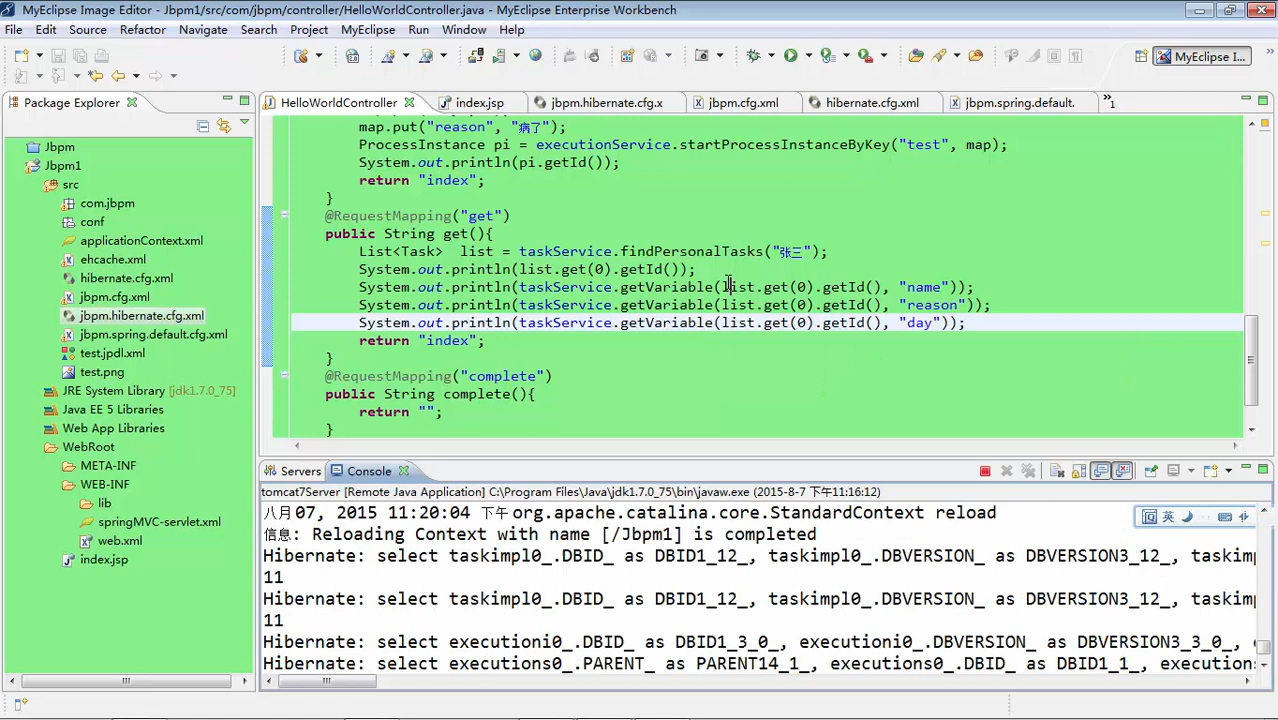 MyEclipse Image Editor - Jbpm1/src/com/jbpm/controller/HelloWorldController.java - MyEclipse Enterprise Workbench
File Edit Source Refactor Navigate Search Project MyEclipse Run Window Help
MyEclipse I...
Package Explorer
HelloWorldController index.jsp jbpm.hibernate.cfg.x jbpm.cfg.xml hibernate.cfg.xml jbpm.spring.default. »1
Jbpm
Jbpm1
src
com.jbpm
conf
applicationContext.xml
ehcache.xml
hibernate.cfg.xml
jbpm.cfg.xml
jbpm.hibernate.cfg.xml
jbpm.spring.default.cfg.xml
test.jpdl.xml
test.png
JRE System Library [jdk1.7.0_75]
Java EE 5 Libraries
Web App Libraries
WebRoot
META-INF
WEB-INF
lib
springMVC-servlet.xml
web.xml
index.jsp
map.put("reason", "病了");
ProcessInstance pi = executionService.startProcessInstanceByKey("test", map);
System.out.println(pi.getId());
return "index";
}
@RequestMapping("get")
public String get(){
List<Task> list = taskService.findPersonalTasks("张三");
System.out.println(list.get(0).getId());
System.out.println(taskService.getVariable(list.get(0).getId(), "name"));
System.out.println(taskService.getVariable(list.get(0).getId(), "reason"));
System.out.println(taskService.getVariable(list.get(0).getId(), "day"));
return "index";
}
@RequestMapping("complete")
public String complete(){
return "";
}
Servers Console
tomcat7Server [Remote Java Application] C:\Program Files\Java\jdk1.7.0_75\bin\javaw.exe (2015-8-7 下午11:16:12)
八月 07, 2015 11:20:04 下午 org.apache.catalina.core.StandardContext reload
信息: Reloading Context with name [/Jbpm1] is completed
Hibernate: select taskimpl0_.DBID_ as DBID1_12_, taskimpl0_.DBVERSION_ as DBVERSION3_12_, taskimp
11
Hibernate: select taskimpl0_.DBID_ as DBID1_12_, taskimpl0_.DBVERSION_ as DBVERSION3_12_, taskimp
11
Hibernate: select executioni0_.DBID_ as DBID1_3_0_, executioni0_.DBVERSION_ as DBVERSION3_3_0_,
Hibernate: select executions0_.PARENT_ as PARENT14_1_, executions0_.DBID_ as DBID1_1_, executions
英